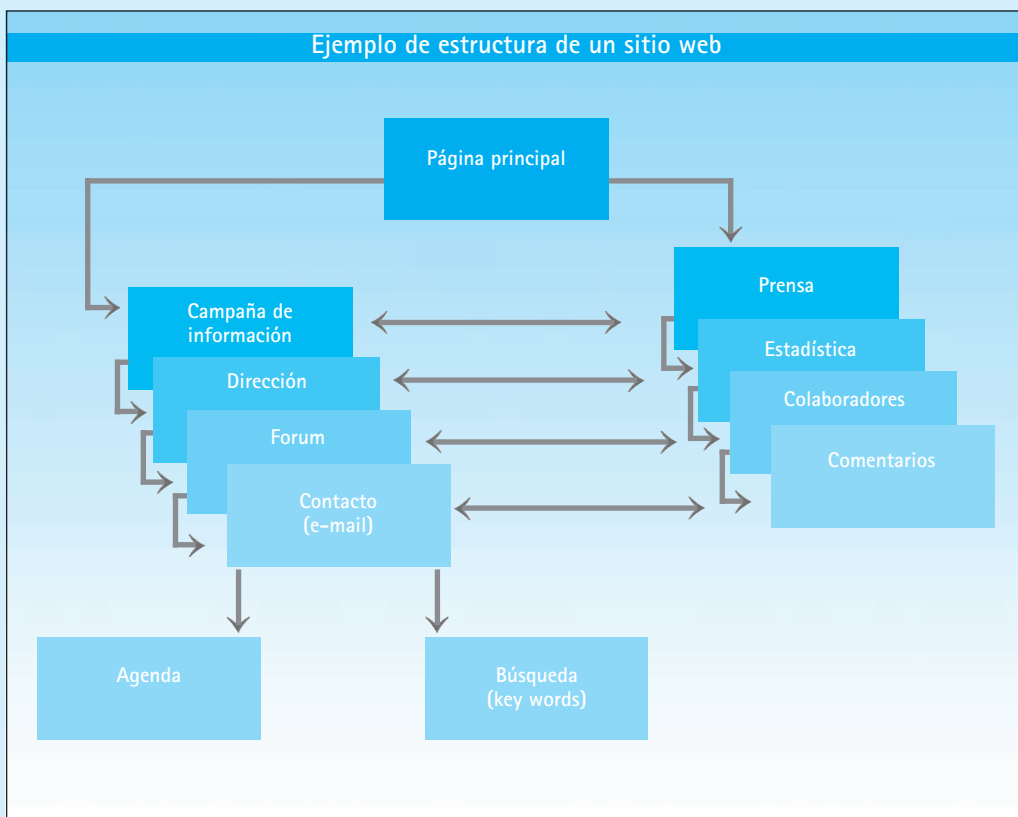 Ejemplo de estructura de un sitio web
Página principal
Campaña de
información
Dirección
Forum
Contacto
(e-mail)
Prensa
Estadística
Colaboradores
Comentarios
Agenda
Búsqueda
(key words)